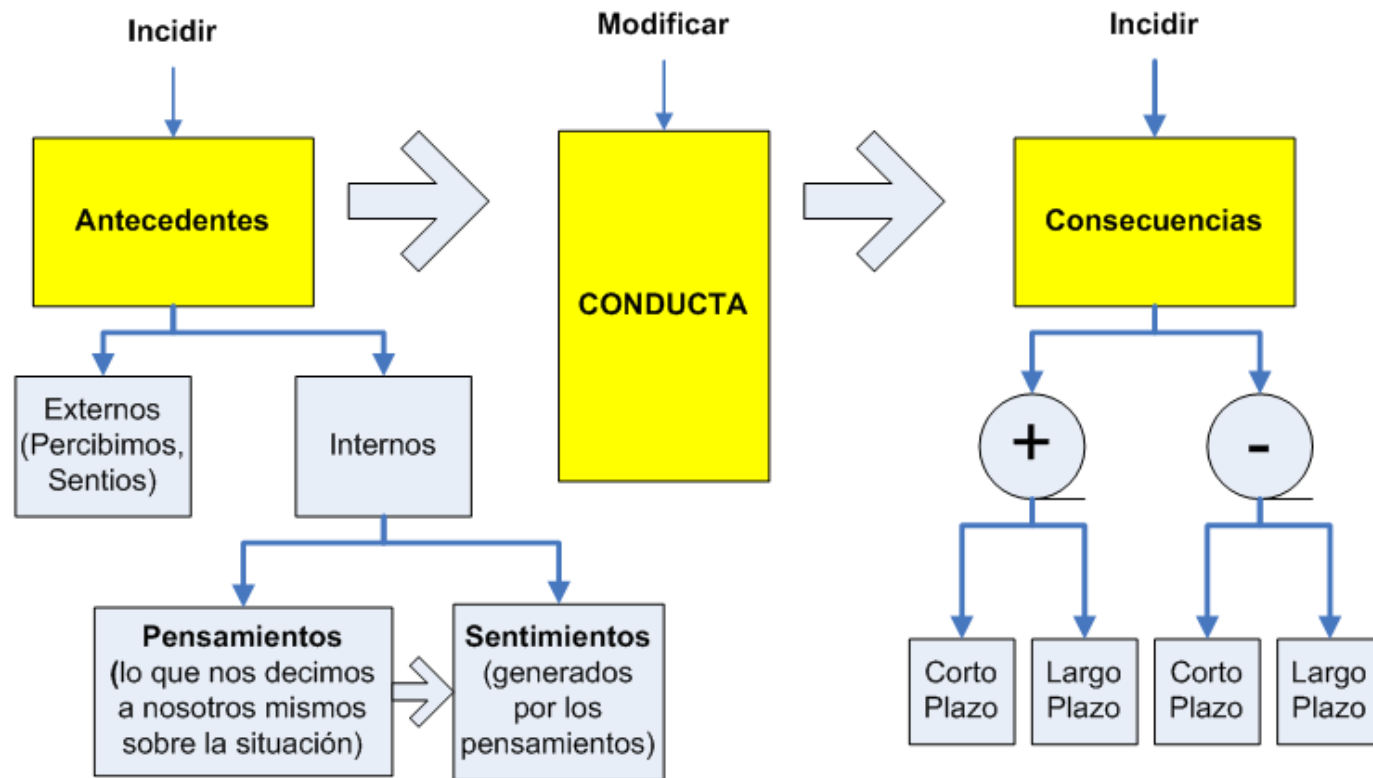 Incidir
Modificar
Incidir
Antecedentes
CONDUCTA
Consecuencias
Externos
(Percibimos,
Sentios)
Internos
+
-
Pensamientos
(lo que nos decimos
a nosotros mismos
sobre la situación)
Sentimientos
(generados
por los
pensamientos)
Corto
Plazo
Largo
Plazo
Corto
Plazo
Largo
Plazo